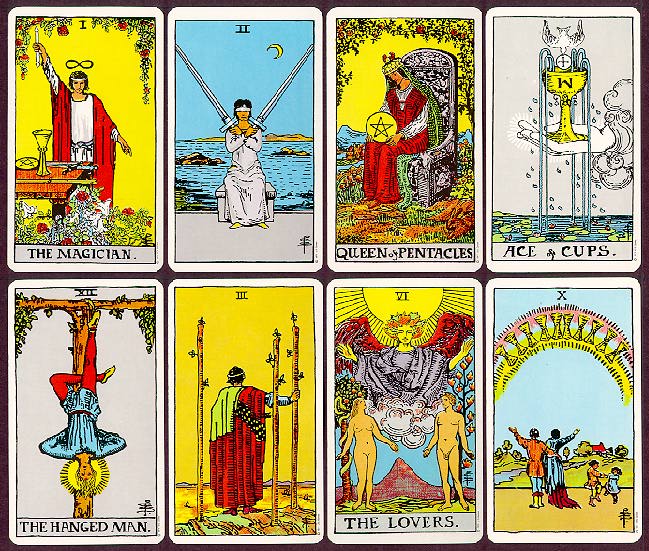 I
THE MAGICIAN.
II
QUEEN of PENTACLES
M
ACE of CUPS.
XII
THE HANGED MAN.
III
VI
THE LOVERS.
X